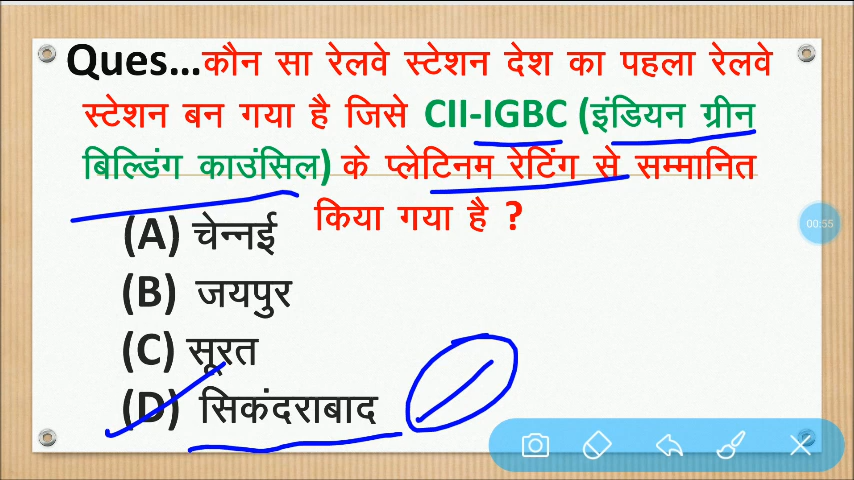 Ques...कौन सा रेलवे स्टेशन देश का पहला रेलवे
स्टेशन बन गया है जिसे CII-IGBC (इंडियन ग्रीन
बिल्डिंग काउंसिल) के प्लेटिनम रेटिंग से सम्मानित
किया गया है ?
(A) चेन्नई
(B) जयपुर
(C) सूरत
(D) सिकंदराबाद
00:55